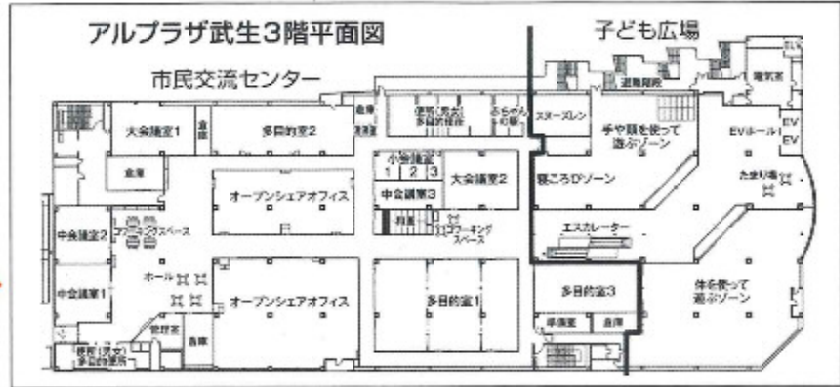 アルプラザ武生3階平面図
子ども広場
市民交流センター
避難階段
電気室
大会議室1
倉庫
多目的室2
倉庫
便所(男女)
多目的便所
スヌーズレン
手や頭を使って
遊ぶゾーン
EVホール
EV
EV
倉庫
小会議室
1 2 3
中会議室3
大会議室2
寝ころびゾーン
たまり場
オープンシェアオフィス
中会議室2
コワーキングスペース
コワーキング
スペース
エスカレーター
中会議室1
ホール
オープンシェアオフィス
多目的室1
多目的室3
体を使って
遊ぶゾーン
管理室
倉庫
準備室
倉庫
便所(男女)
多目的便所